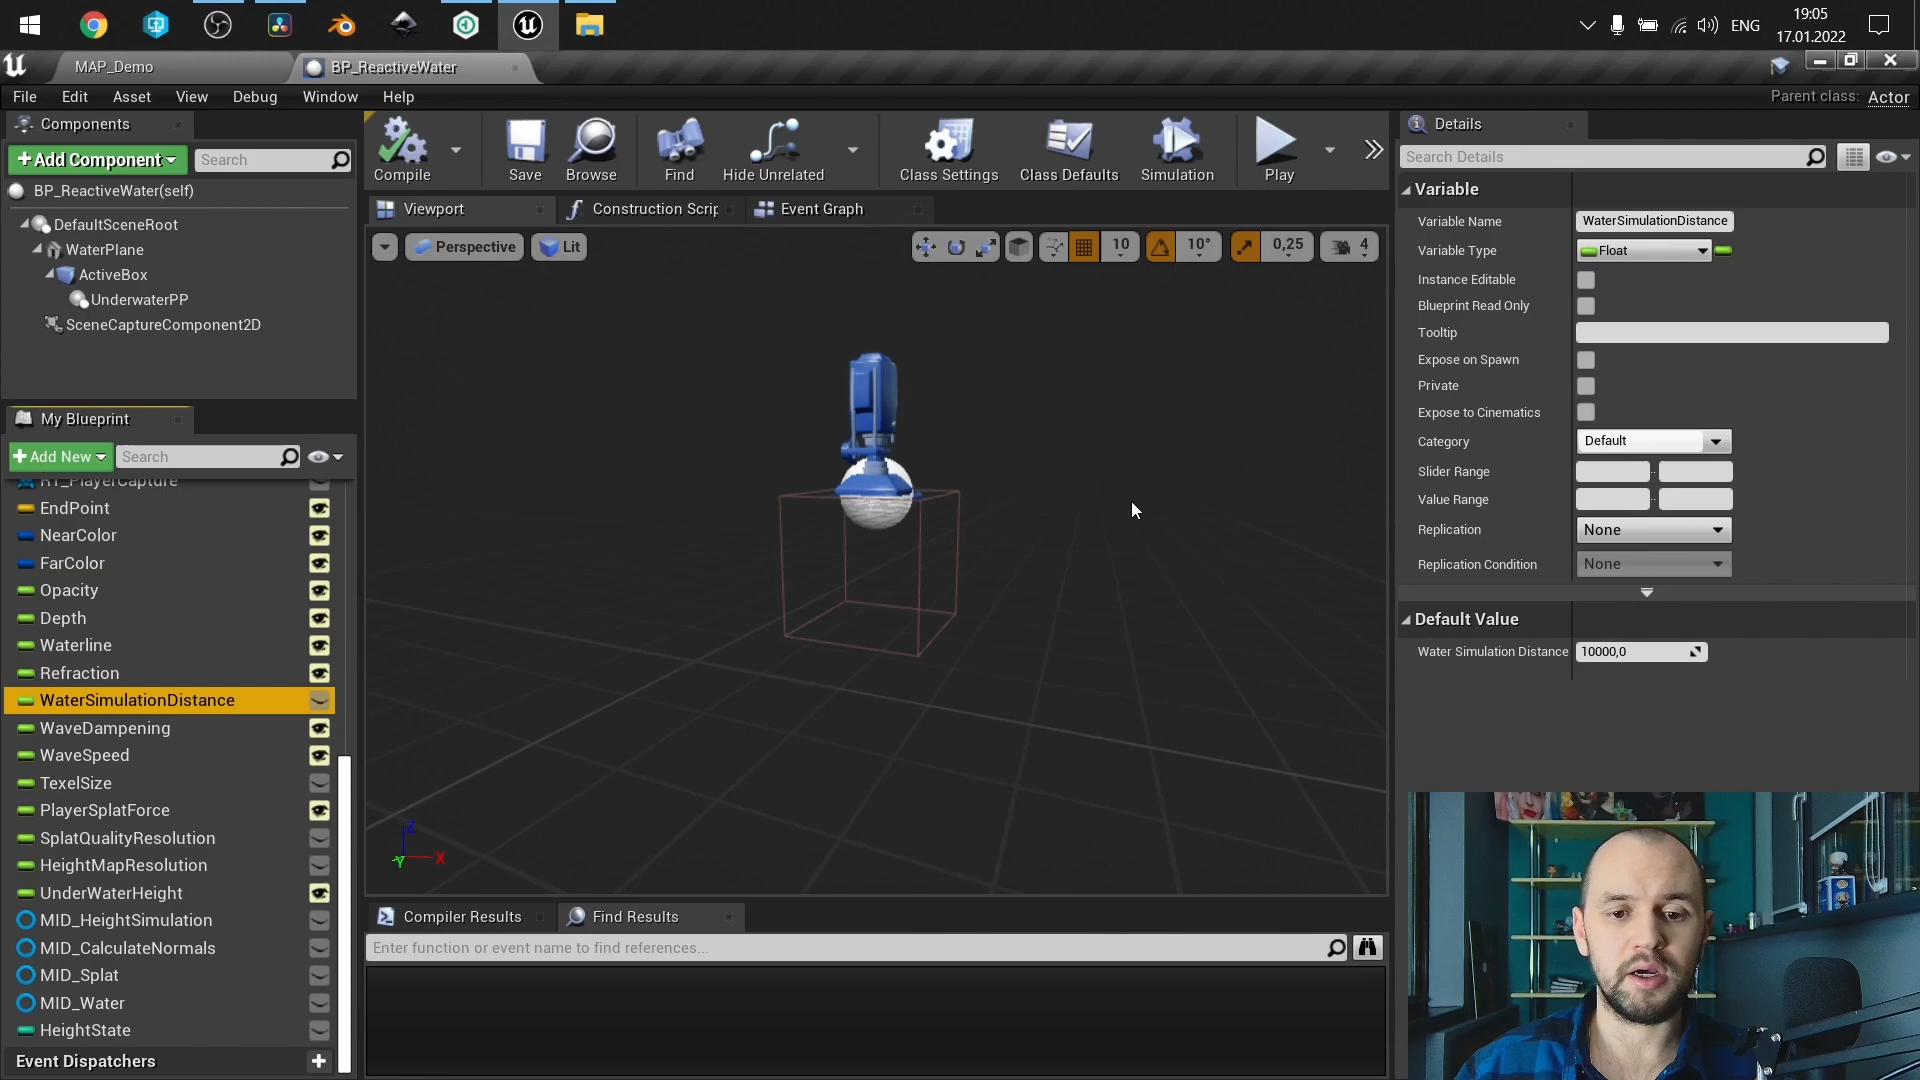 ENG
19:05
17.01.2022
MAP_Demo
BP_ReactiveWater
File Edit Asset View Debug Window Help
Parent class: Actor
Components
+Add Component
Search
BP_ReactiveWater(self)
DefaultSceneRoot
WaterPlane
ActiveBox
UnderwaterPP
SceneCaptureComponent2D
My Blueprint
+Add New
Search
RT_PlayerCapture
EndPoint
NearColor
FarColor
Opacity
Depth
Waterline
Refraction
WaterSimulationDistance
WaveDampening
WaveSpeed
TexelSize
PlayerSplatForce
SplatQualityResolution
HeightMapResolution
UnderWaterHeight
MID_HeightSimulation
MID_CalculateNormals
MID_Splat
MID_Water
HeightState
Event Dispatchers
Compile Save Browse Find Hide Unrelated Class Settings Class Defaults Simulation Play
Viewport Construction Scrip Event Graph
Perspective Lit 10 10° 0,25 4
Z
Y X
Compiler Results Find Results
Enter function or event name to find references...
Details
Search Details
Variable
Variable Name WaterSimulationDistance
Variable Type Float
Instance Editable
Blueprint Read Only
Tooltip
Expose on Spawn
Private
Expose to Cinematics
Category Default
Slider Range ..
Value Range ..
Replication None
Replication Condition None
Default Value
Water Simulation Distance 10000,0